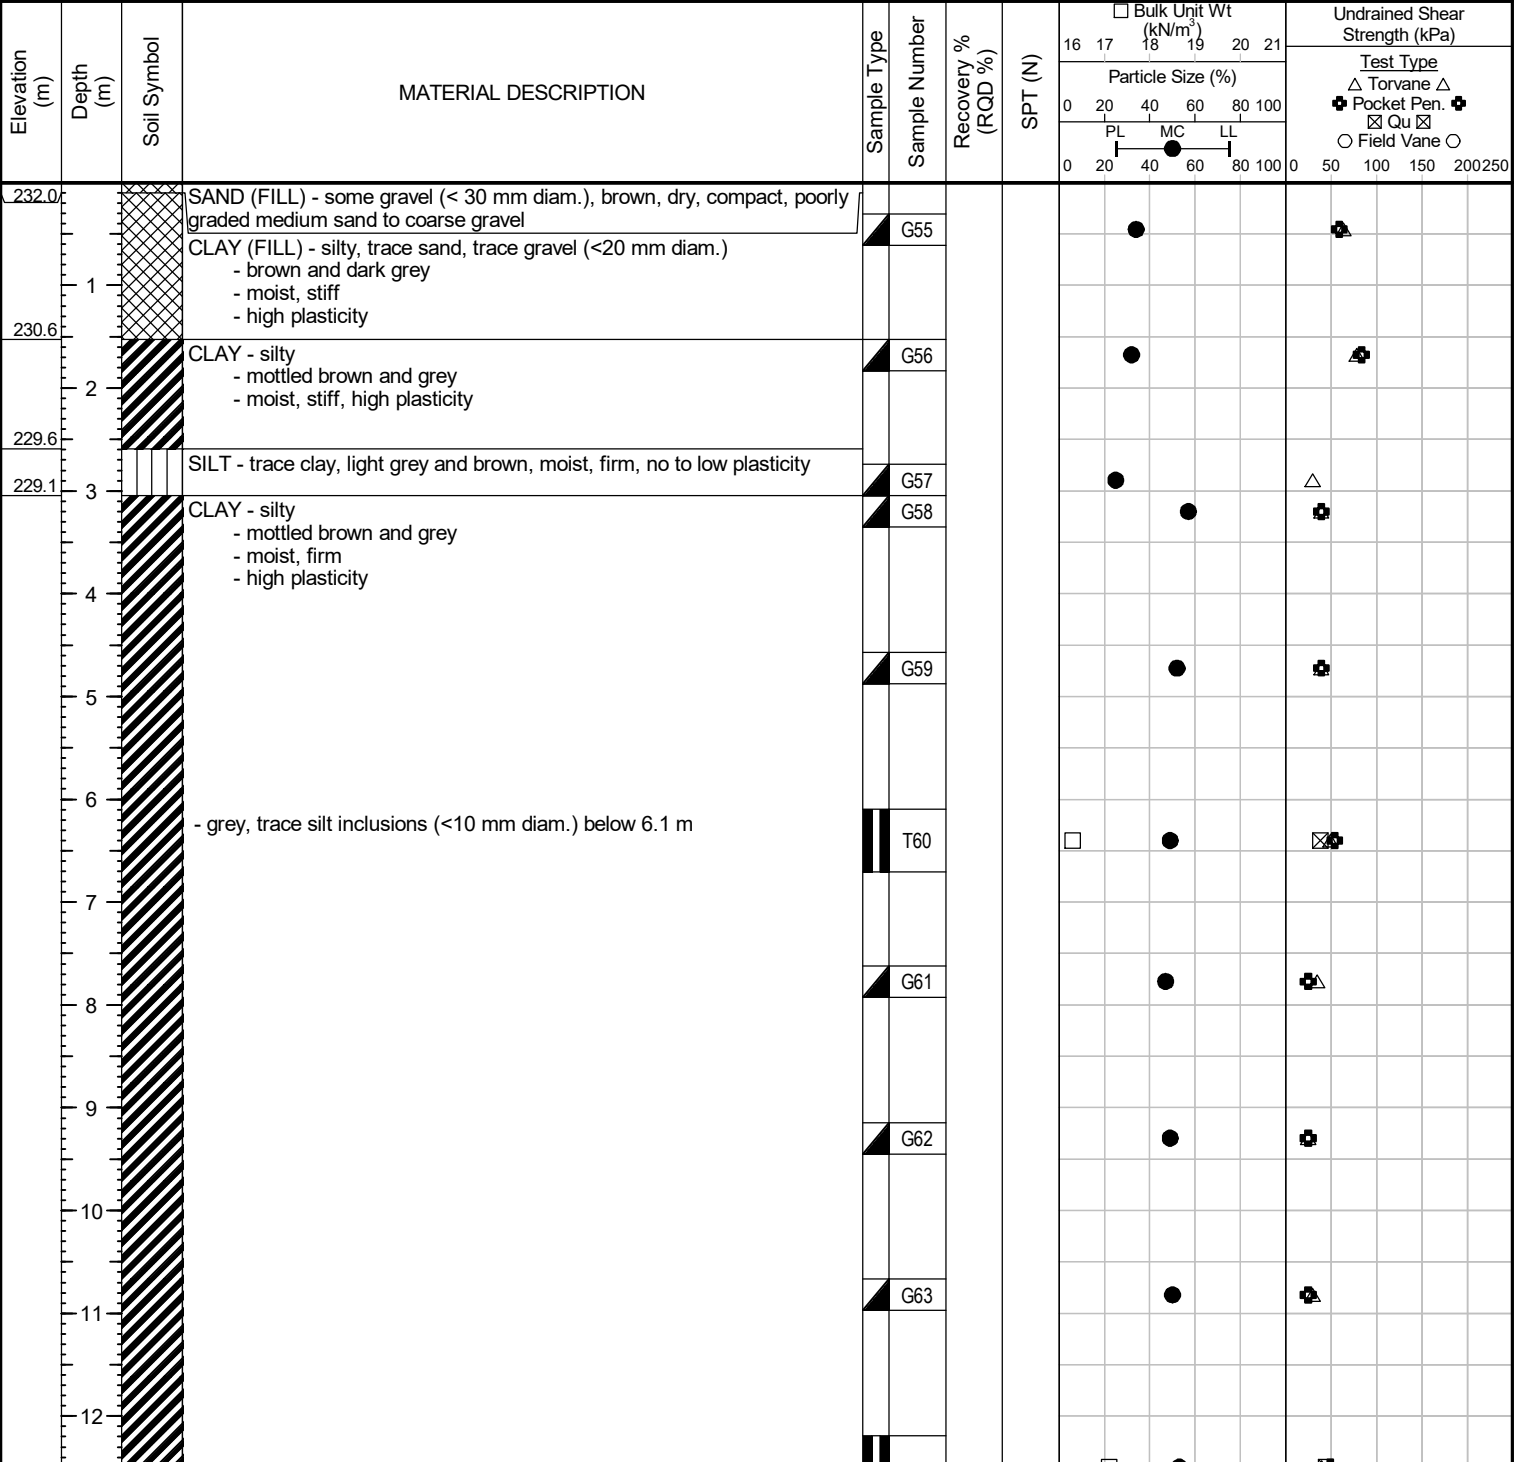 Elevation (m)
Depth (m)
Soil Symbol
MATERIAL DESCRIPTION
Sample Type
Sample Number
Recovery % (RQD %)
SPT (N)
Bulk Unit Wt
(kN/m³)
16 17 18 19 20 21
Particle Size (%)
0 20 40 60 80 100
PL MC LL
0 20 40 60 80 100
Undrained Shear
Strength (kPa)
Test Type
△ Torvane △
Pocket Pen.
☒ Qu ☒
○ Field Vane ○
0 50 100 150 200 250
232.0
SAND (FILL) - some gravel (< 30 mm diam.), brown, dry, compact, poorly
graded medium sand to coarse gravel
G55
CLAY (FILL) - silty, trace sand, trace gravel (<20 mm diam.)
- brown and dark grey
1
- moist, stiff
- high plasticity
230.6
CLAY - silty
G56
- mottled brown and grey
2
- moist, stiff, high plasticity
229.6
SILT - trace clay, light grey and brown, moist, firm, no to low plasticity
G57
229.1
3
CLAY - silty
G58
- mottled brown and grey
- moist, firm
- high plasticity
4
G59
5
6
- grey, trace silt inclusions (<10 mm diam.) below 6.1 m
T60
7
G61
8
9
G62
10
G63
11
12